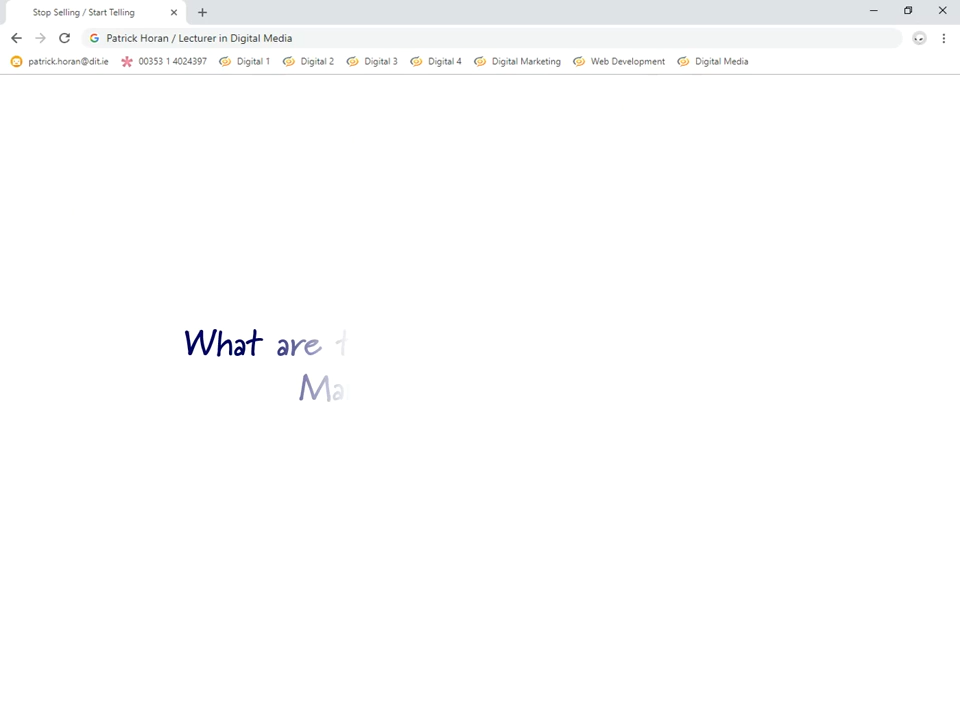 Stop Selling / Start Telling
Patrick Horan / Lecturer in Digital Media
patrick.horan@dit.ie 00353 1 4024397 Digital 1 Digital 2 Digital 3 Digital 4 Digital Marketing Web Development Digital Media
What are t
Ma